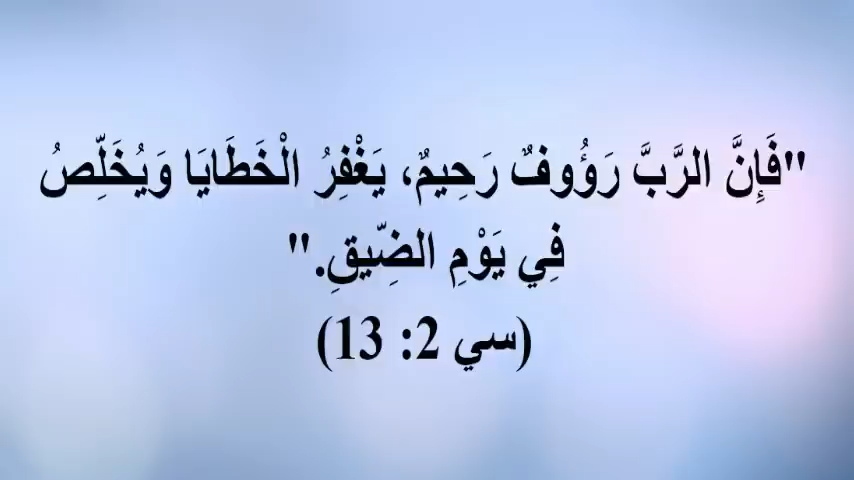 "فَإِنَّ الرَّبَّ رَؤُوفٌ رَحِيمٌ، يَغْفِرُ الْخَطَايَا وَيُخَلِّصُ
فِي يَوْمِ الضِّيقِ."
(سي 2: 13)